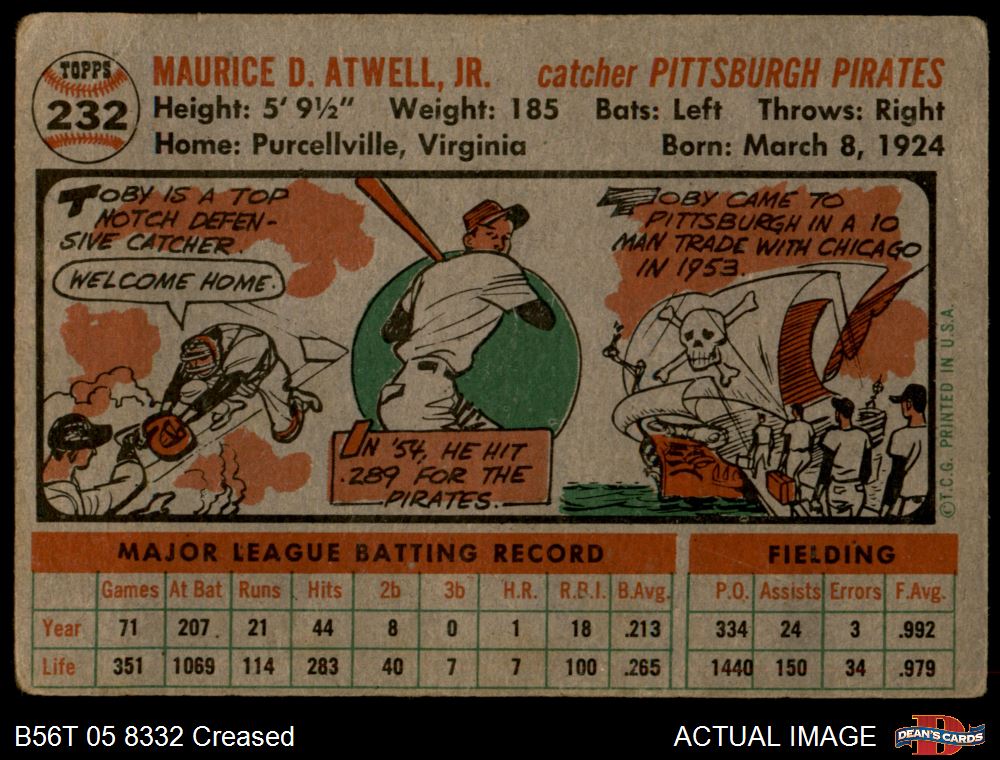 TOPPS
232
MAURICE D. ATWELL, JR. catcher PITTSBURGH PIRATES
Height: 5' 9½" Weight: 185 Bats: Left Throws: Right
Home: Purcellville, Virginia Born: March 8, 1924
TOBY IS A TOP
NOTCH DEFEN-
SIVE CATCHER.
WELCOME HOME.
IN '54, HE HIT
.289 FOR THE
PIRATES.
TOBY CAME TO
PITTSBURGH IN A 10
MAN TRADE WITH CHICAGO
IN 1953.
©T.C.G. PRINTED IN U.S.A.
MAJOR LEAGUE BATTING RECORD FIELDING
Games At Bat Runs Hits 2b 3b H.R. R.B.I. B.Avg. P.O. Assists Errors F.Avg.
Year 71 207 21 44 8 0 1 18 .213 334 24 3 .992
Life 351 1069 114 283 40 7 7 100 .265 1440 150 34 .979
B56T 05 8332 Creased ACTUAL IMAGE
DEAN'S CARDS